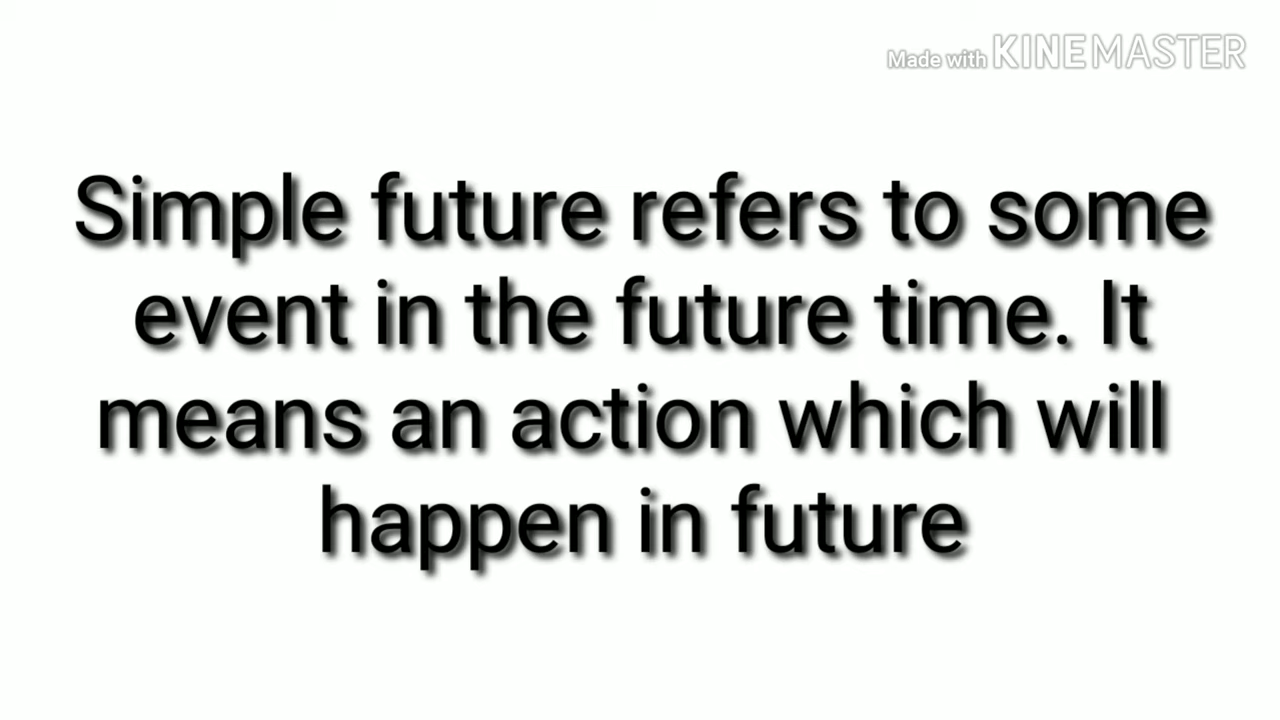 Made with KINEMASTER
Simple future refers to some
event in the future time. It
means an action which will
happen in future